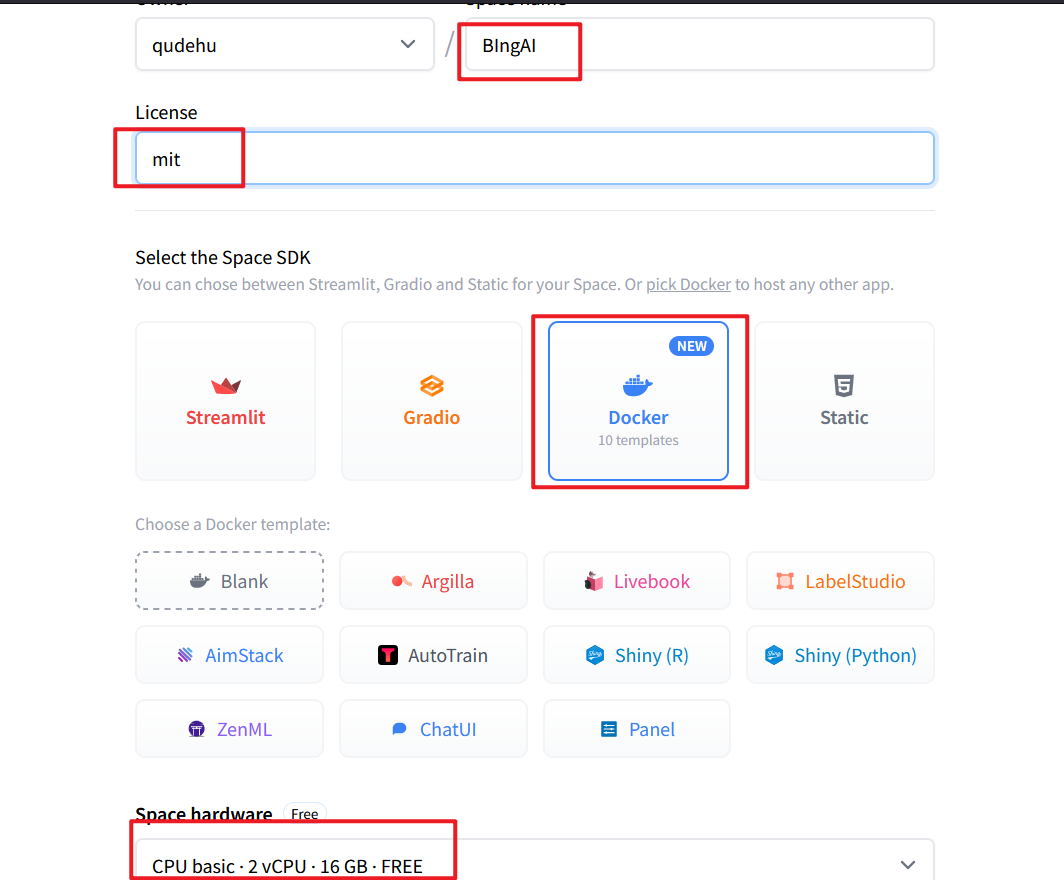 Owner
Space name
qudehu
/
BIngAI
License
mit
Select the Space SDK
You can chose between Streamlit, Gradio and Static for your Space. Or pick Docker to host any other app.
Streamlit
Gradio
NEW
Docker
10 templates
Static
Choose a Docker template:
Blank
Argilla
Livebook
LabelStudio
AimStack
AutoTrain
Shiny (R)
Shiny (Python)
ZenML
ChatUI
Panel
Space hardware Free
CPU basic · 2 vCPU · 16 GB · FREE